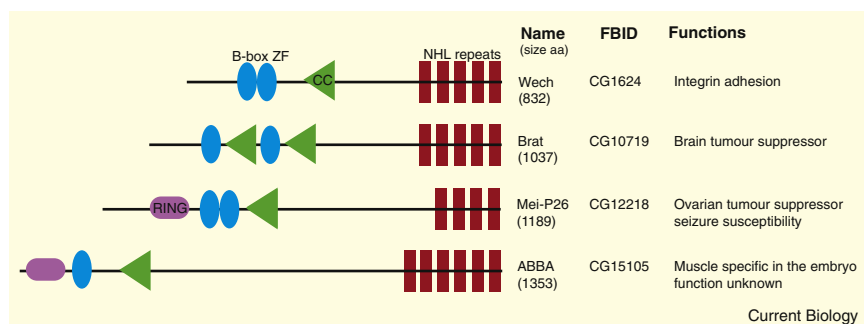 Name FBID Functions
(size aa)
B-box ZF NHL repeats
CC
Wech CG1624 Integrin adhesion
(832)
Brat CG10719 Brain tumour suppressor
(1037)
RING
Mei-P26 CG12218 Ovarian tumour suppressor
(1189) seizure susceptibility
ABBA CG15105 Muscle specific in the embryo
(1353) function unknown
Current Biology